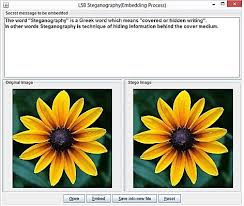 LSB Steganography(Embedding Process)
Secret message to be embedded
The word "Steganography" is a Greek word which means "covered or hidden writing".
In other words Steganography is technique of hiding information behind the cover medium.
Original Image
Stego Image
Open
Embed
Save into new file
Reset